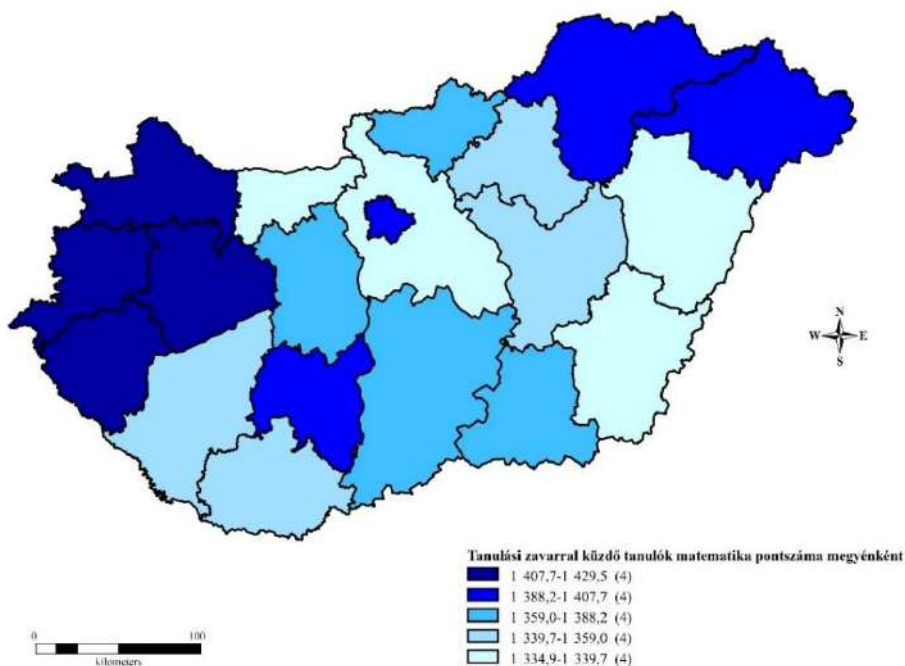 N
W E
S
Tanulási zavarral küzdő tanulók matematika pontszáma megyénként
1 407,7-1 429,5 (4)
1 388,2-1 407,7 (4)
1 359,0-1 388,2 (4)
1 339,7-1 359,0 (4)
1 334,9-1 339,7 (4)
0 100
kilometers